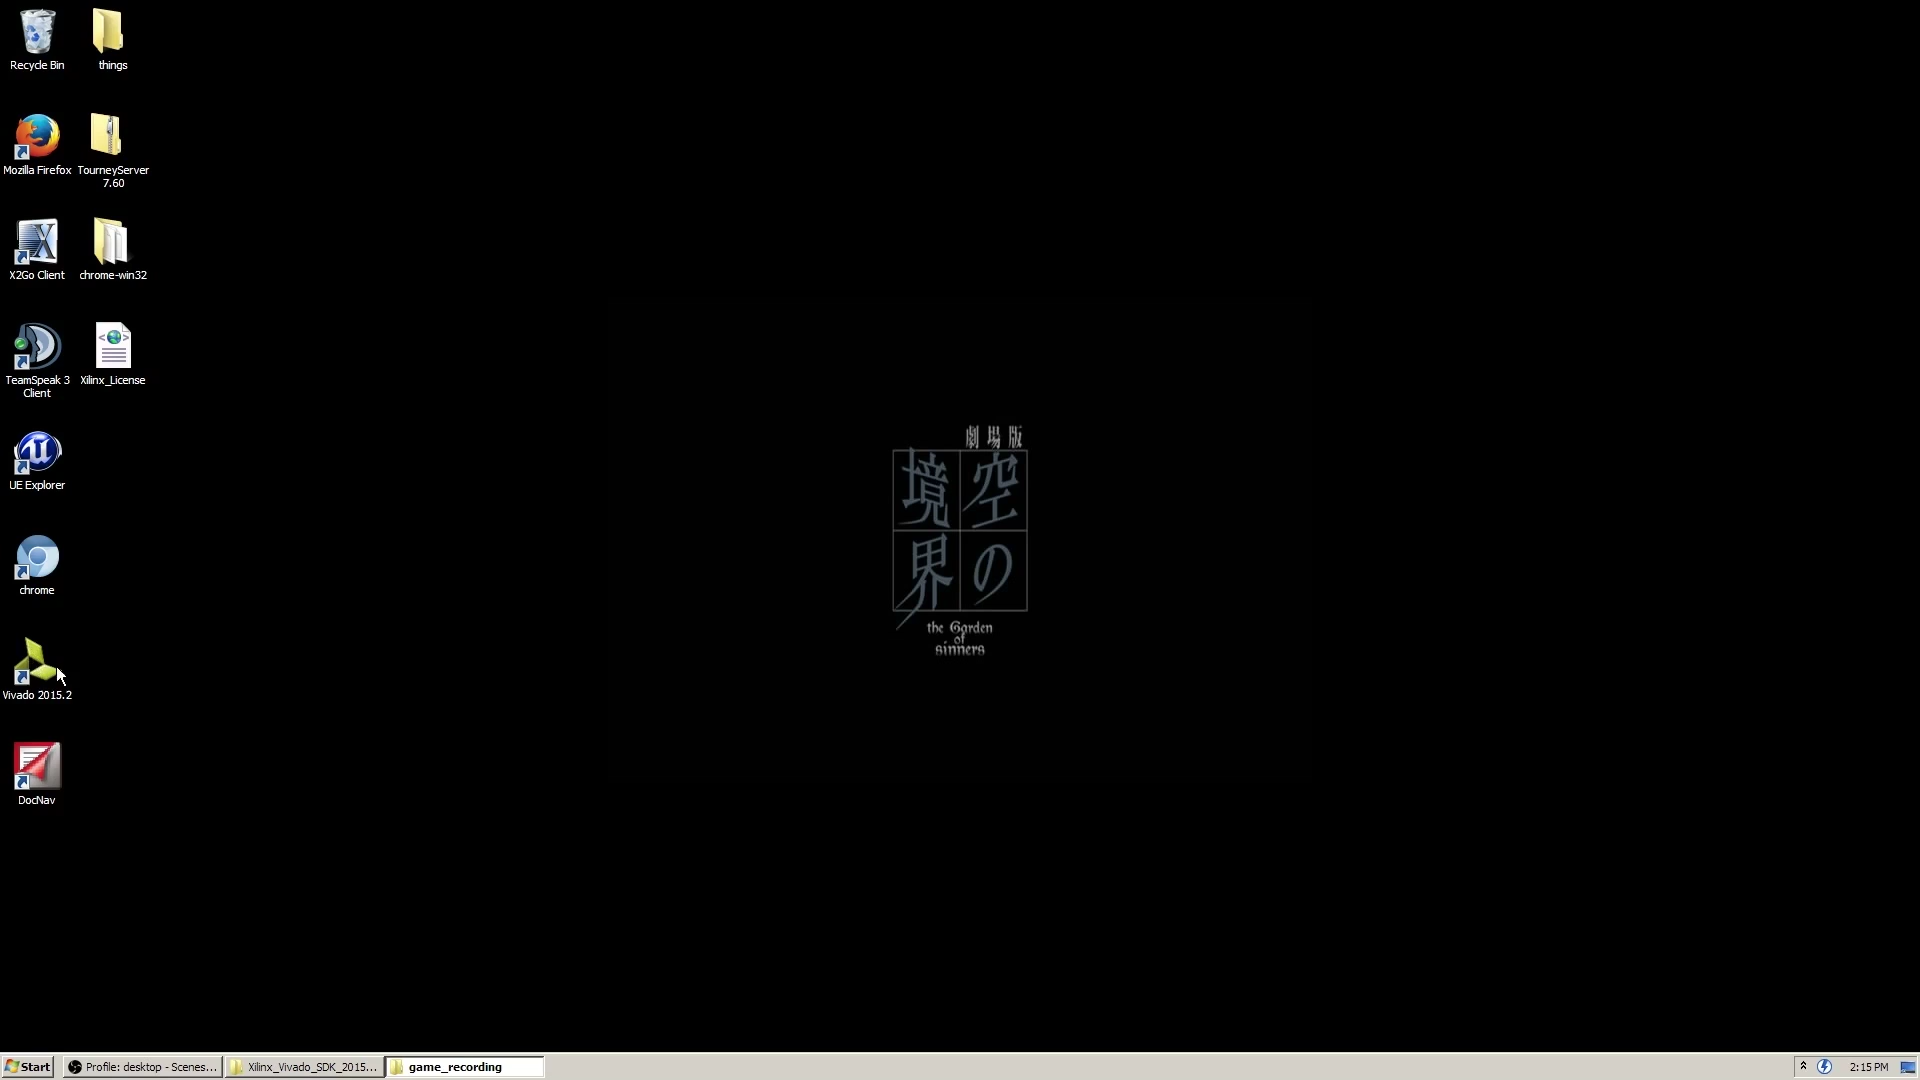 Recycle Bin
things
Mozilla Firefox
TourneyServer
7.60
X2Go Client
chrome-win32
TeamSpeak 3
Client
Xilinx_License
UE Explorer
chrome
Vivado 2015.2
DocNav
劇場版
空の
境界
the Garden
of
sinners
Start
Profile: desktop - Scenes...
Xilinx_Vivado_SDK_2015...
game_recording
2:15 PM